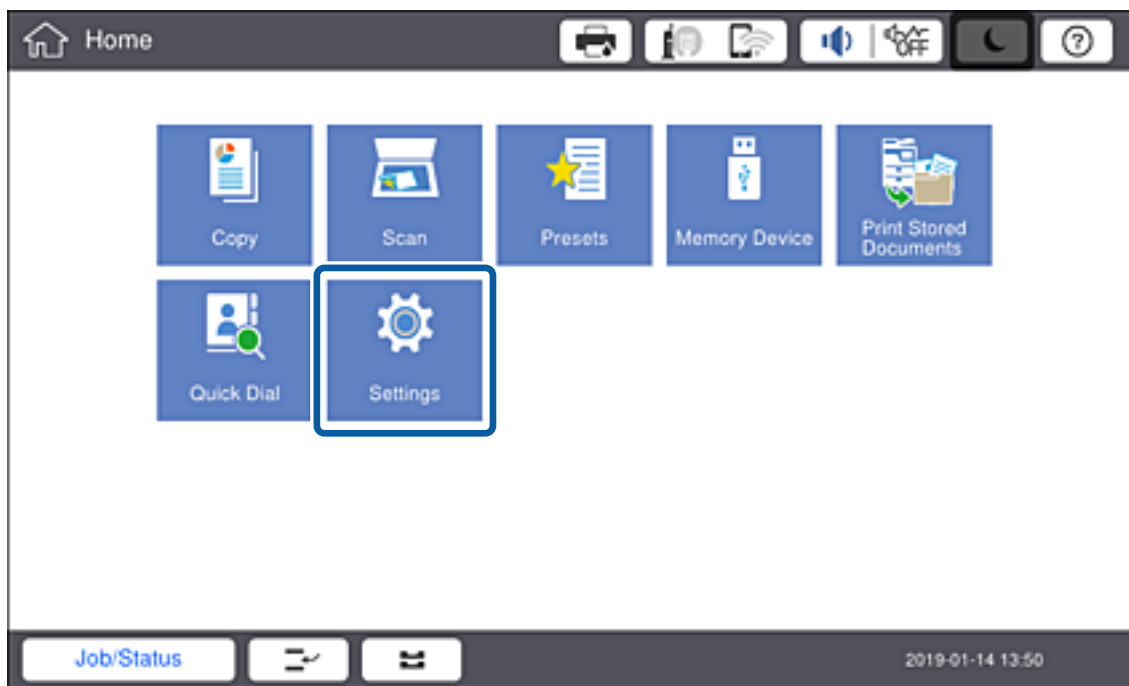 Home
OFF
Copy
Scan
Presets
Memory Device
Print Stored
Documents
Quick Dial
Settings
Job/Status
2019-01-14 13:50